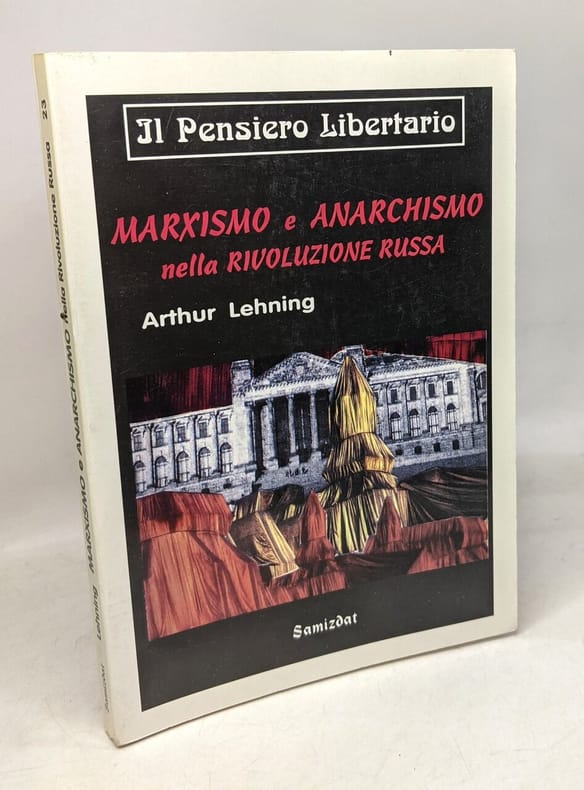 Il Pensiero Libertario
MARXISMO e ANARCHISMO
nella RIVOLUZIONE RUSSA
Arthur Lehning
Samizdat
Samizdat Lehning MARXISMO e ANARCHISMO nella Rivoluzione Russa 23